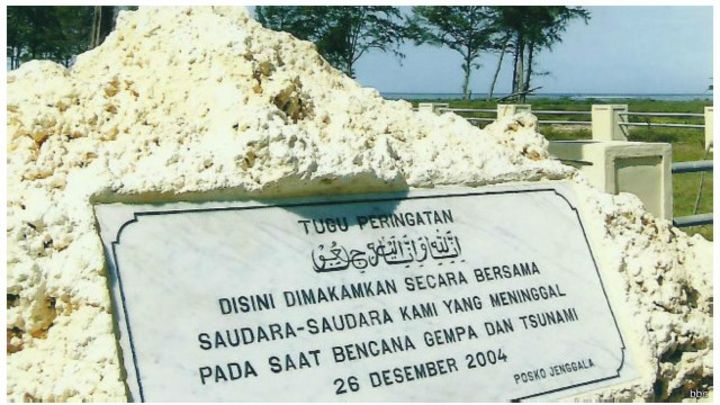 TUGU PERINGATAN
إنا لله وإنا إليه راجعون
DISINI DIMAKAMKAN SECARA BERSAMA
SAUDARA-SAUDARA KAMI YANG MENINGGAL
PADA SAAT BENCANA GEMPA DAN TSUNAMI
26 DESEMBER 2004
POSKO JENGGALA